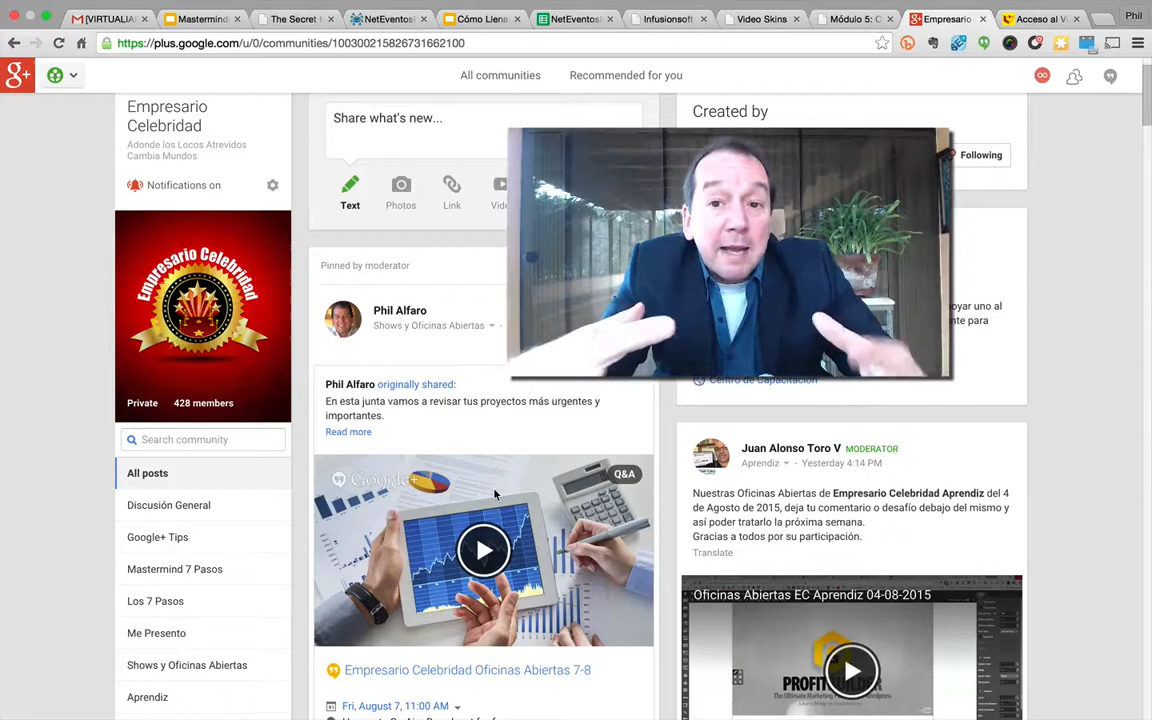 [VIRTUALIA
Mastermind
The Secret
NetEventos
Cómo Llena
NetEventos
Infusionsoft
Video Skins
Módulo 5: C
Empresario
Acceso al V
Phil
https://plus.google.com/u/0/communities/100300215826731662100
g+
All communities
Recommended for you
Empresario
Celebridad
Adonde los Locos Atrevidos
Cambia Mundos
Notifications on
Empresario Celebridad
Private
428 members
Search community
All posts
Discusión General
Google+ Tips
Mastermind 7 Pasos
Los 7 Pasos
Me Presento
Shows y Oficinas Abiertas
Aprendiz
Share what's new...
Text
Photos
Link
Pinned by moderator
Phil Alfaro
Shows y Oficinas Abiertas
Phil Alfaro originally shared:
En esta junta vamos a revisar tus proyectos más urgentes y
importantes.
Read more
Google+
Q&A
Empresario Celebridad Oficinas Abiertas 7-8
Fri, August 7, 11:00 AM
Created by
Following
oyar uno al
nte para
Centro de Capacitación
Juan Alonso Toro V MODERATOR
Aprendiz - Yesterday 4:14 PM
Nuestras Oficinas Abiertas de Empresario Celebridad Aprendiz del 4
de Agosto de 2015, deja tu comentario o desafío debajo del mismo y
así poder tratarlo la próxima semana.
Gracias a todos por su participación.
Translate
Oficinas Abiertas EC Aprendiz 04-08-2015
PROFITBUILDER